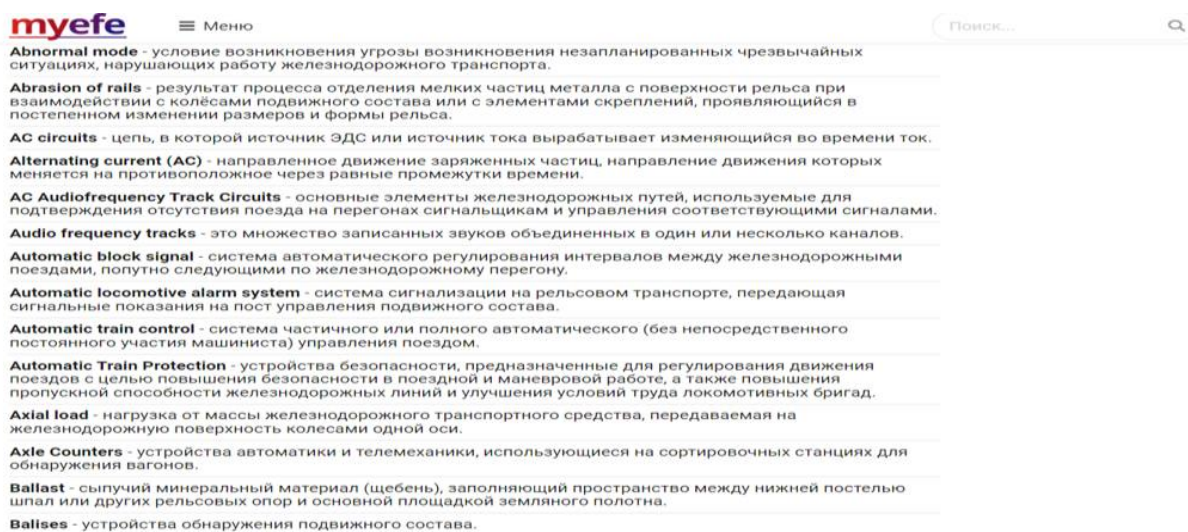 myefe
Меню
Поиск...
Abnormal mode - условие возникновения угрозы возникновения незапланированных чрезвычайных
ситуациях, нарушающих работу железнодорожного транспорта.
Abrasion of rails - результат процесса отделения мелких частиц металла с поверхности рельса при
взаимодействии с колёсами подвижного состава или с элементами скреплений, проявляющийся в
постепенном изменении размеров и формы рельса.
AC circuits - цепь, в которой источник ЭДС или источник тока вырабатывает изменяющийся во времени ток.
Alternating current (AC) - направленное движение заряженных частиц, направление движения которых
меняется на противоположное через равные промежутки времени.
AC Audiofrequency Track Circuits - основные элементы железнодорожных путей, используемые для
подтверждения отсутствия поезда на перегонах сигнальщикам и управления соответствующими сигналами.
Audio frequency tracks - это множество записанных звуков объединенных в один или несколько каналов.
Automatic block signal - система автоматического регулирования интервалов между железнодорожными
поездами, попутно следующими по железнодорожному перегону.
Automatic locomotive alarm system - система сигнализации на рельсовом транспорте, передающая
сигнальные показания на пост управления подвижного состава.
Automatic train control - система частичного или полного автоматического (без непосредственного
постоянного участия машиниста) управления поездом.
Automatic Train Protection - устройства безопасности, предназначенные для регулирования движения
поездов с целью повышения безопасности в поездной и маневровой работе, а также повышения
пропускной способности железнодорожных линий и улучшения условий труда локомотивных бригад.
Axial load - нагрузка от массы железнодорожного транспортного средства, передаваемая на
железнодорожную поверхность колесами одной оси.
Axle Counters - устройства автоматики и телемеханики, использующиеся на сортировочных станциях для
обнаружения вагонов.
Ballast - сыпучий минеральный материал (щебень), заполняющий пространство между нижней постелью
шпал или других рельсовых опор и основной площадкой земляного полотна.
Balises - устройства обнаружения подвижного состава.